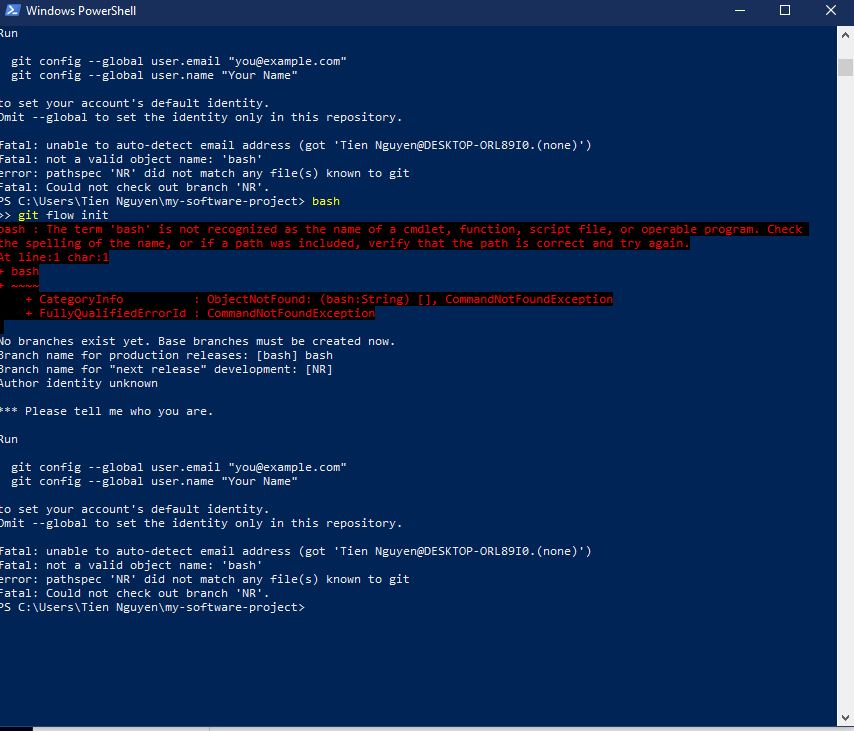 Windows PowerShell
Run
git config --global user.email "you@example.com"
git config --global user.name "Your Name"
to set your account's default identity.
Omit --global to set the identity only in this repository.
fatal: unable to auto-detect email address (got 'Tien Nguyen@DESKTOP-ORL89I0.(none)')
fatal: not a valid object name: 'bash'
error: pathspec 'NR' did not match any file(s) known to git
Fatal: Could not check out branch 'NR'.
PS C:\Users\Tien Nguyen\my-software-project> bash
>> git flow init
bash : The term 'bash' is not recognized as the name of a cmdlet, function, script file, or operable program. Check
the spelling of the name, or if a path was included, verify that the path is correct and try again.
At line:1 char:1
+ bash
+ ~~~~
+ CategoryInfo : ObjectNotFound: (bash:String) [], CommandNotFoundException
+ FullyQualifiedErrorId : CommandNotFoundException
No branches exist yet. Base branches must be created now.
Branch name for production releases: [bash] bash
Branch name for "next release" development: [NR]
Author identity unknown
*** Please tell me who you are.
Run
git config --global user.email "you@example.com"
git config --global user.name "Your Name"
to set your account's default identity.
Omit --global to set the identity only in this repository.
fatal: unable to auto-detect email address (got 'Tien Nguyen@DESKTOP-ORL89I0.(none)')
fatal: not a valid object name: 'bash'
error: pathspec 'NR' did not match any file(s) known to git
Fatal: Could not check out branch 'NR'.
PS C:\Users\Tien Nguyen\my-software-project>